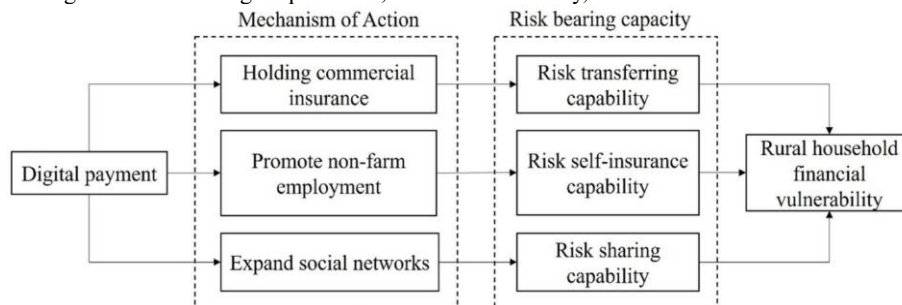 Mechanism of Action
Risk bearing capacity
Holding commercial
insurance
Risk transferring
capability
Digital payment
Promote non-farm
employment
Risk self-insurance
capability
Rural household
financial
vulnerability
Expand social networks
Risk sharing
capability